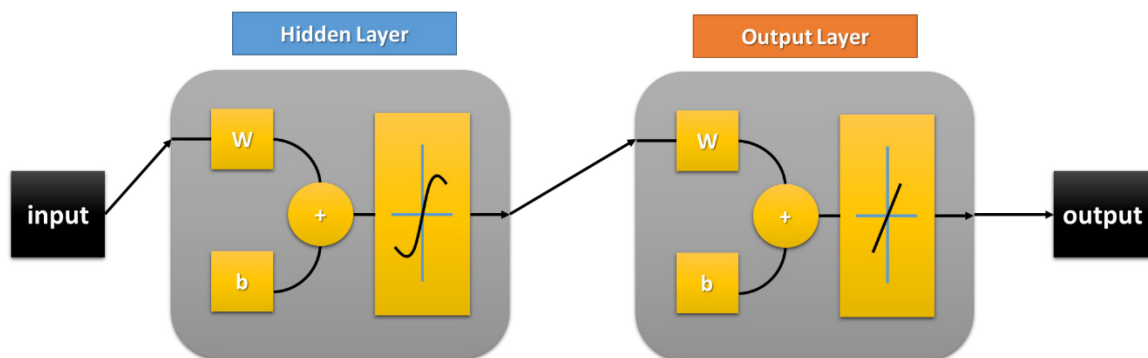 Hidden Layer
Output Layer
W
W
input
+
+
output
b
b